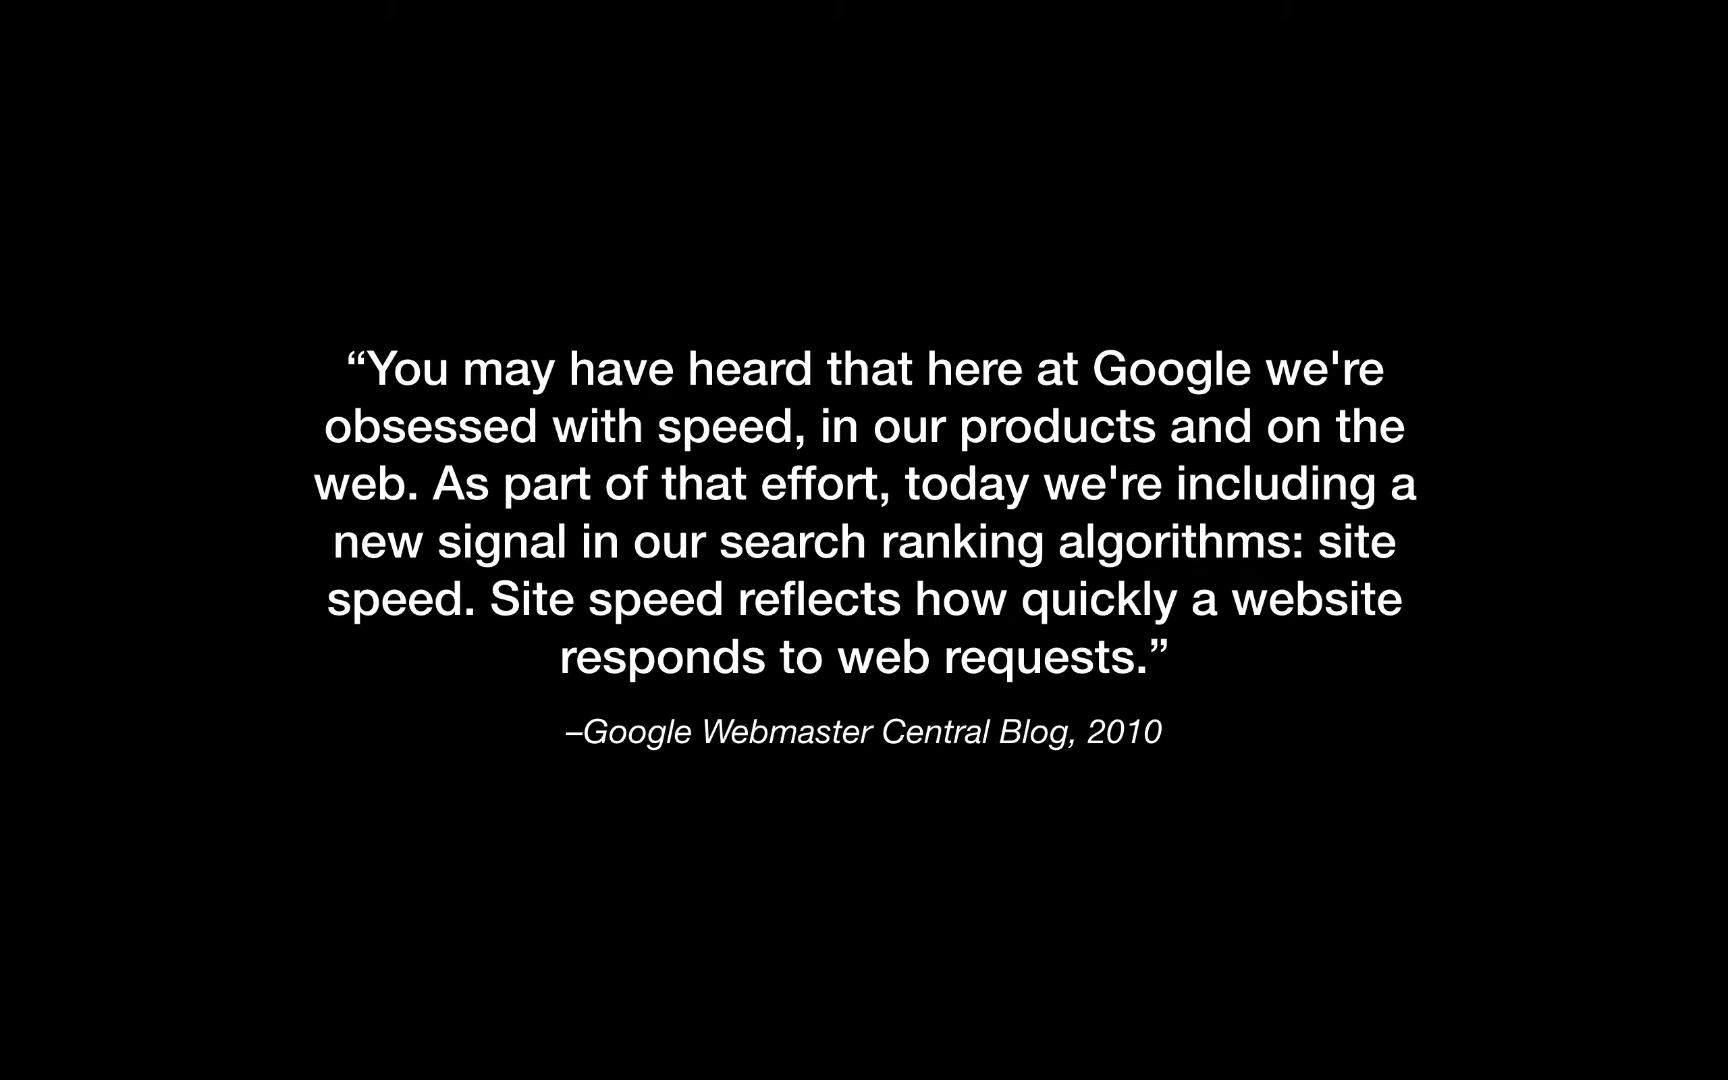 “You may have heard that here at Google we're
obsessed with speed, in our products and on the
web. As part of that effort, today we're including a
new signal in our search ranking algorithms: site
speed. Site speed reflects how quickly a website
responds to web requests.”
–Google Webmaster Central Blog, 2010